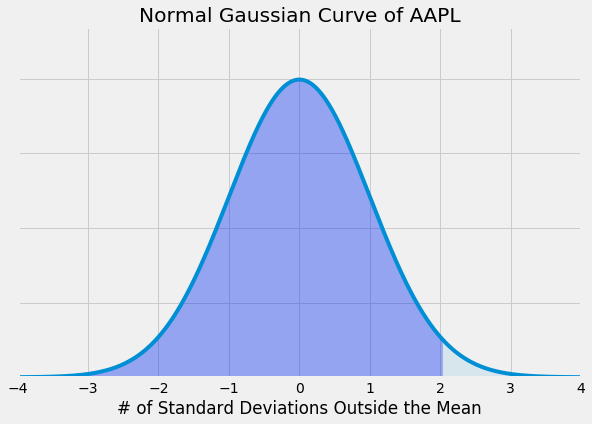 Normal Gaussian Curve of AAPL
−4 −3 −2 −1 0 1 2 3 4
# of Standard Deviations Outside the Mean